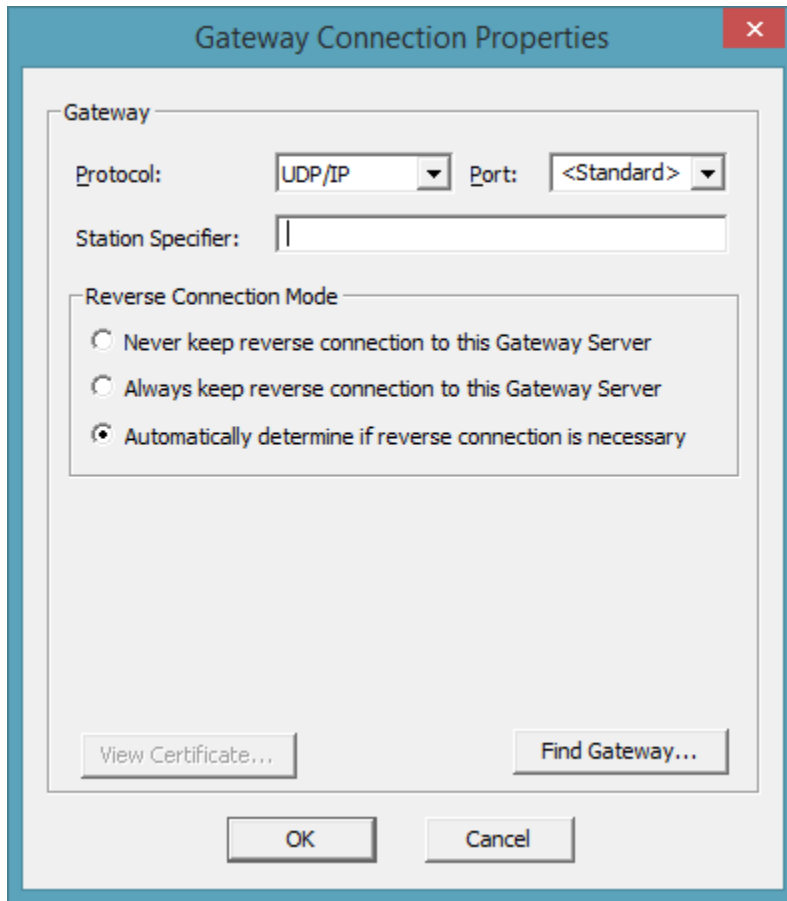 Gateway Connection Properties
Gateway
Protocol: UDP/IP Port: <Standard>
Station Specifier:
Reverse Connection Mode
Never keep reverse connection to this Gateway Server
Always keep reverse connection to this Gateway Server
Automatically determine if reverse connection is necessary
View Certificate... Find Gateway...
OK Cancel